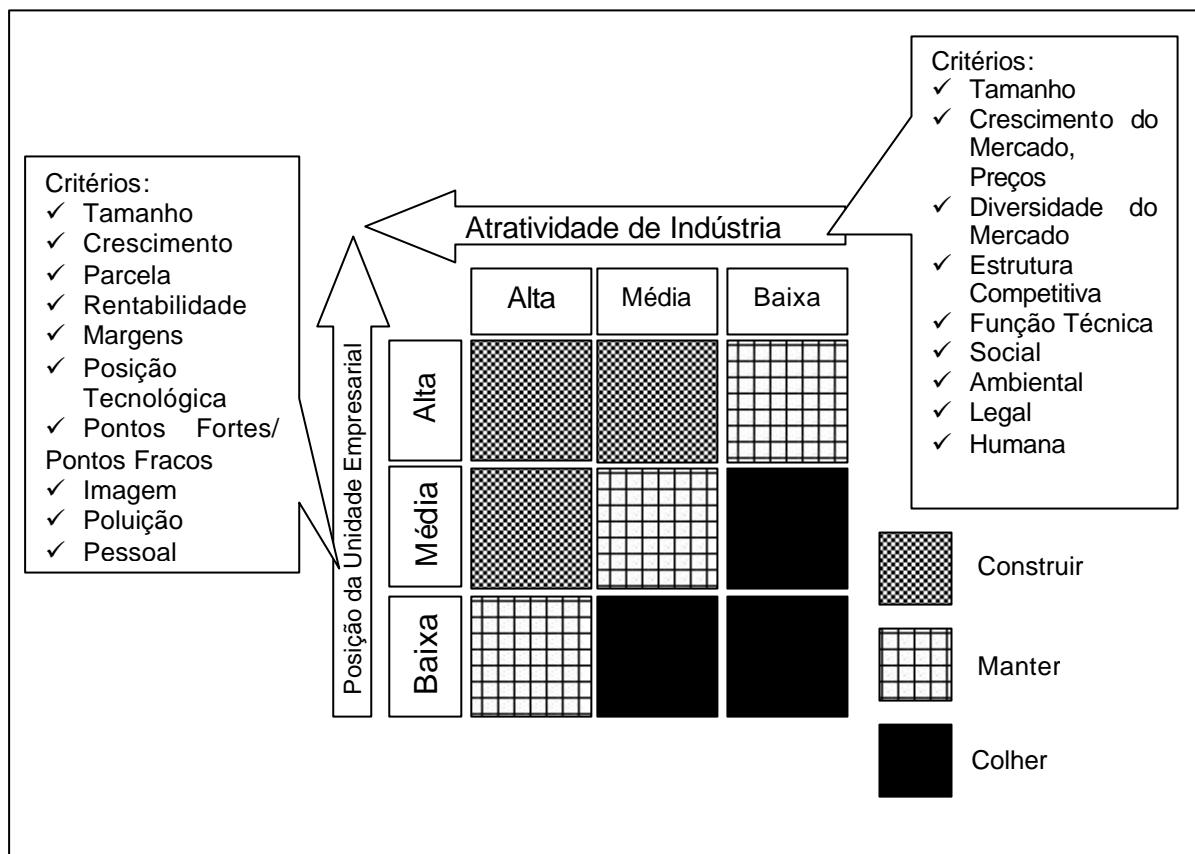 Critérios:
✓ Tamanho
✓ Crescimento
✓ Parcela
✓ Rentabilidade
✓ Margens
✓ Posição
Tecnológica
✓ Pontos Fortes/
Pontos Fracos
✓ Imagem
✓ Poluição
✓ Pessoal
Critérios:
✓ Tamanho
✓ Crescimento do
Mercado,
Preços
✓ Diversidade do
Mercado
✓ Estrutura
Competitiva
✓ Função Técnica
✓ Social
✓ Ambiental
✓ Legal
✓ Humana
Atratividade de Indústria
Alta
Média
Baixa
Posição da Unidade Empresarial
Alta
Média
Baixa
Construir
Manter
Colher